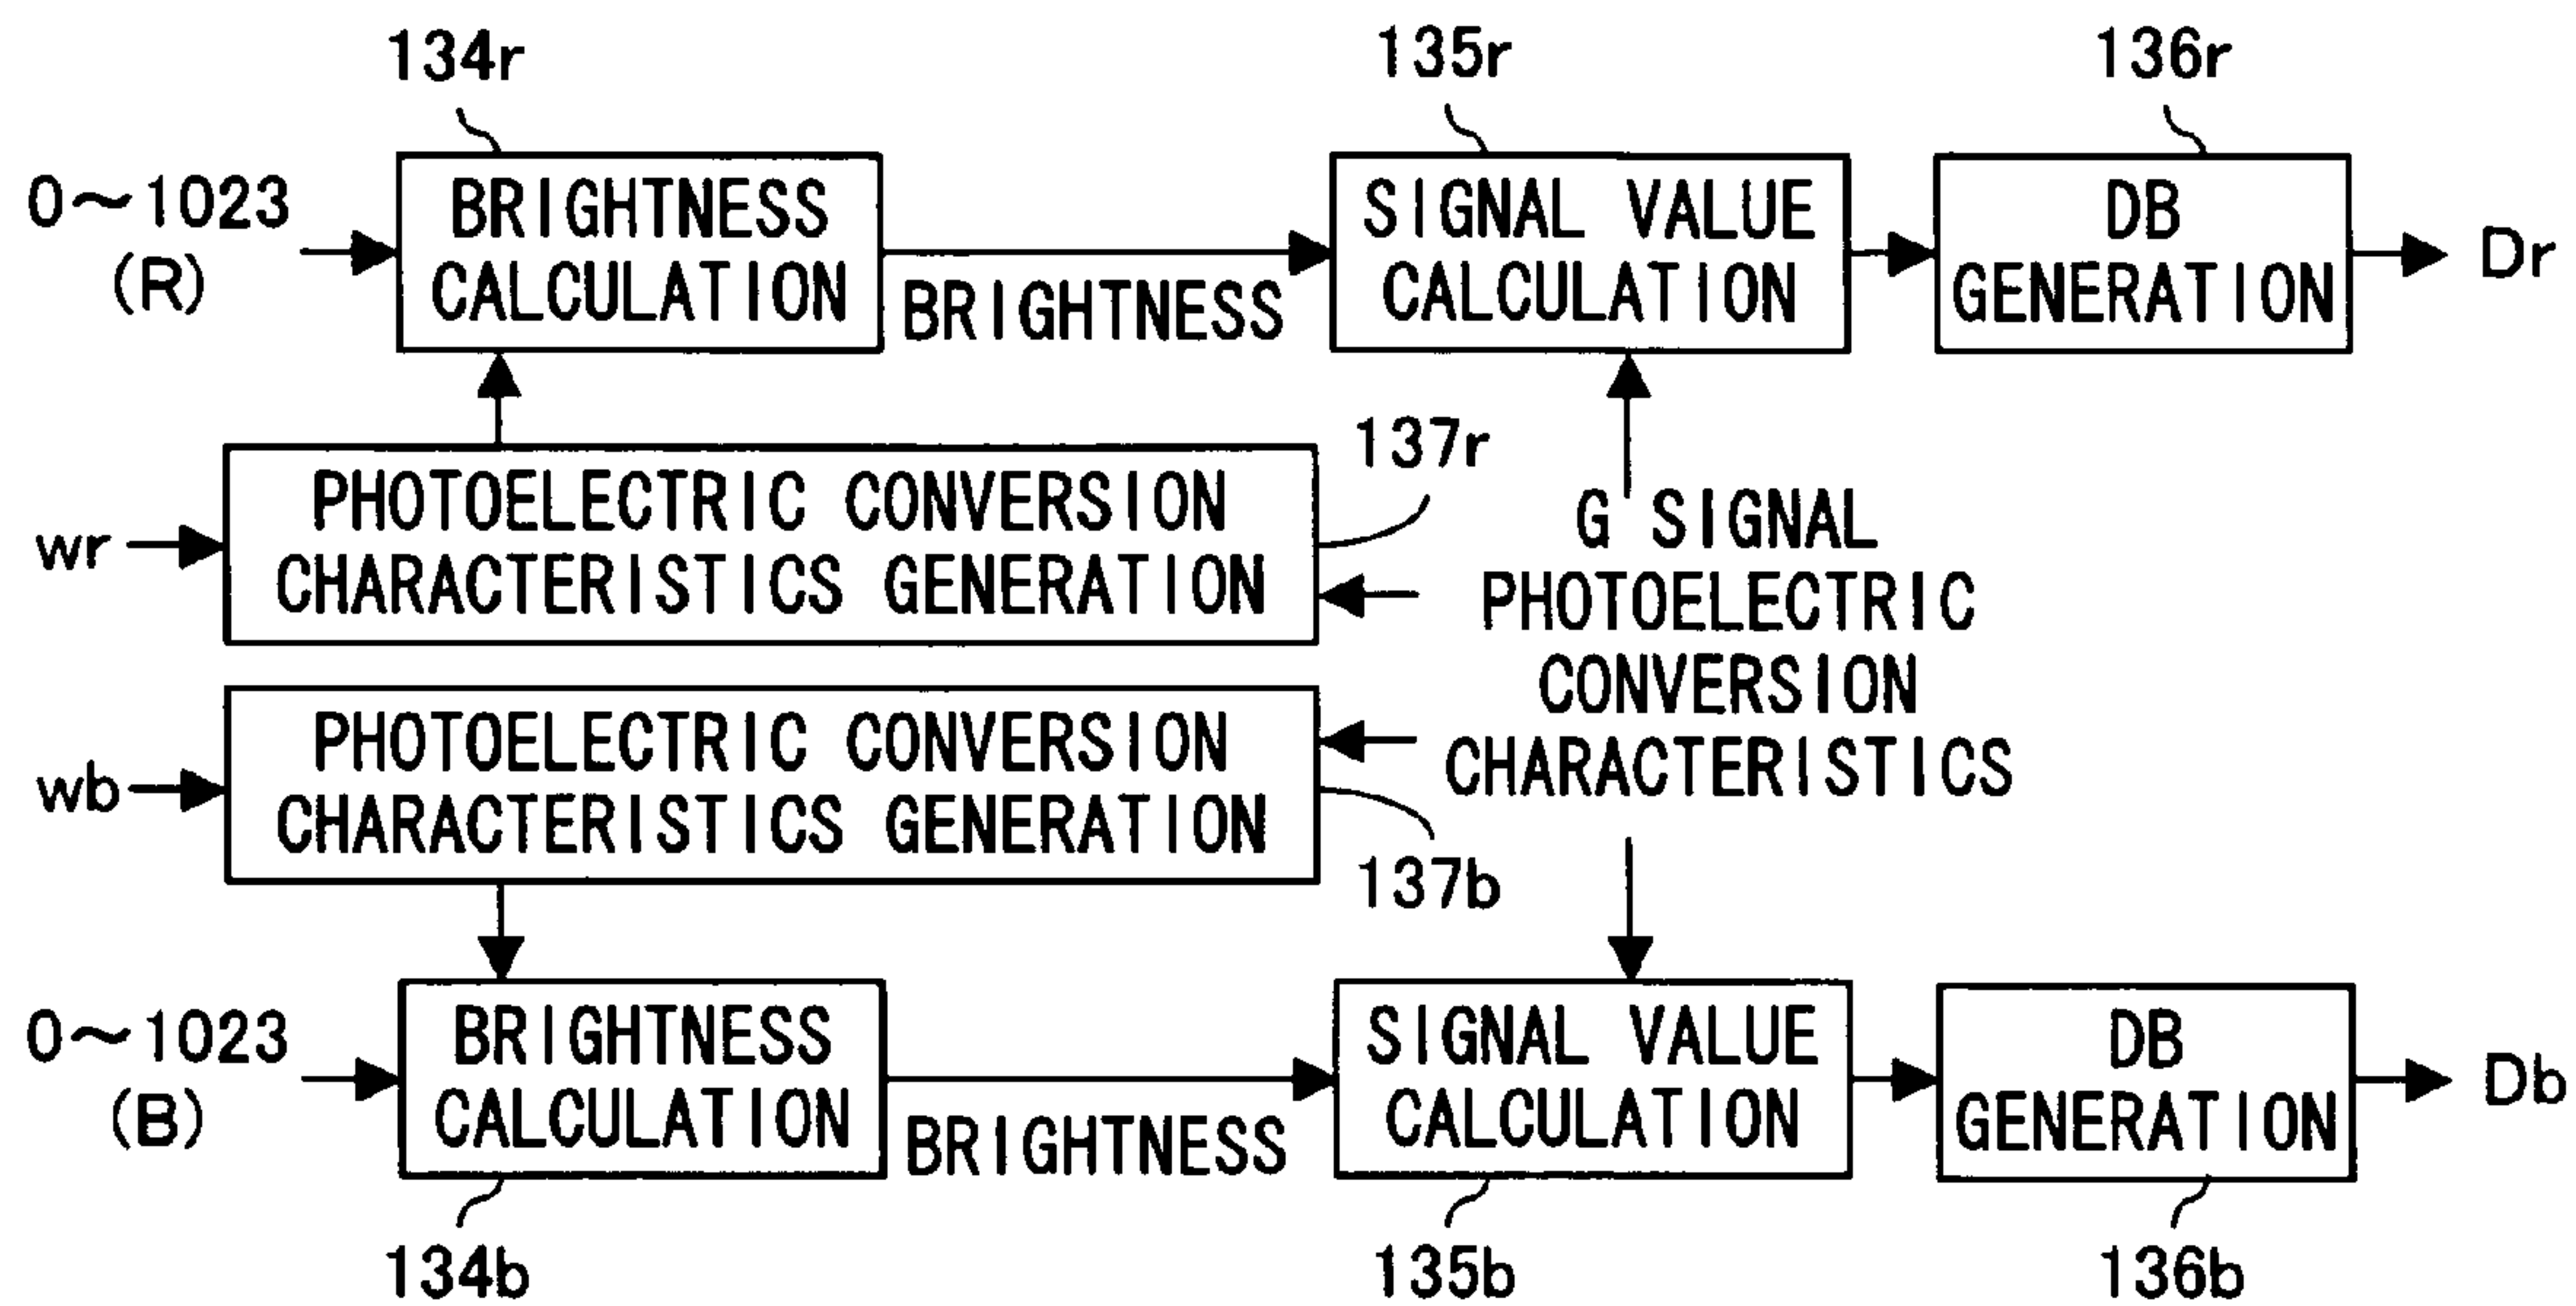 134r
135r
136r
0～1023
(R)
BRIGHTNESS
CALCULATION
BRIGHTNESS
SIGNAL VALUE
CALCULATION
DB
GENERATION
Dr
wr
PHOTOELECTRIC CONVERSION
CHARACTERISTICS GENERATION
137r
G SIGNAL
PHOTOELECTRIC
CONVERSION
CHARACTERISTICS
wb
PHOTOELECTRIC CONVERSION
CHARACTERISTICS GENERATION
137b
0～1023
(B)
BRIGHTNESS
CALCULATION
BRIGHTNESS
SIGNAL VALUE
CALCULATION
DB
GENERATION
Db
134b
135b
136b